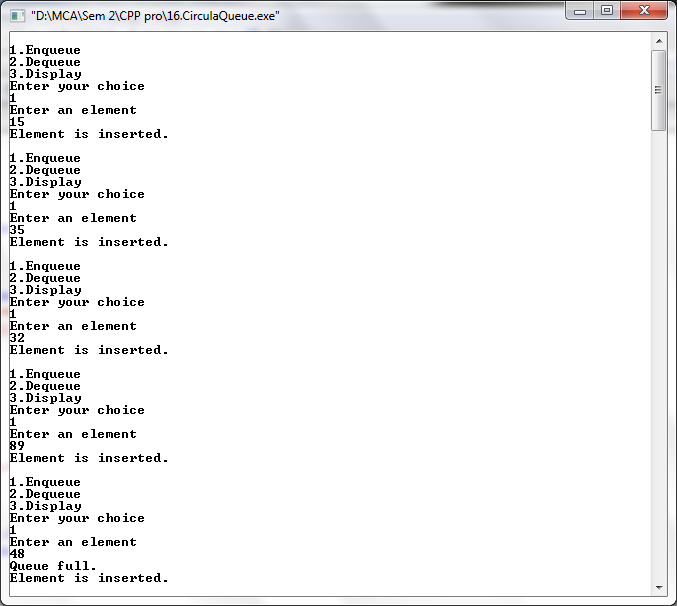 "D:\MCA\Sem 2\CPP pro\16.CirculaQueue.exe"
1.Enqueue
2.Dequeue
3.Display
Enter your choice
1
Enter an element
15
Element is inserted.
1.Enqueue
2.Dequeue
3.Display
Enter your choice
1
Enter an element
35
Element is inserted.
1.Enqueue
2.Dequeue
3.Display
Enter your choice
1
Enter an element
32
Element is inserted.
1.Enqueue
2.Dequeue
3.Display
Enter your choice
1
Enter an element
89
Element is inserted.
1.Enqueue
2.Dequeue
3.Display
Enter your choice
1
Enter an element
48
Queue full.
Element is inserted.